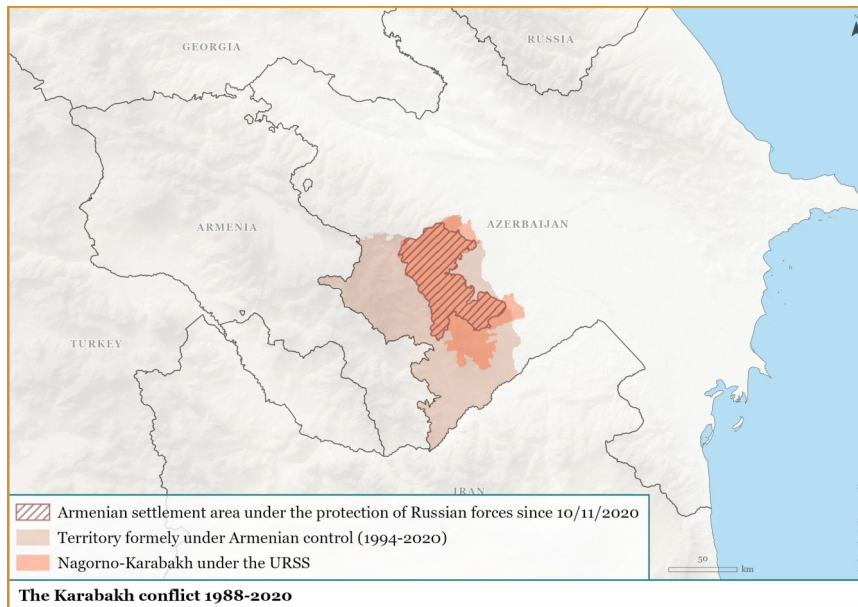 RUSSIA
GEORGIA
ARMENIA
AZERBAIJAN
TURKEY
IRAN
Armenian settlement area under the protection of Russian forces since 10/11/2020
Territory formely under Armenian control (1994-2020)
Nagorno-Karabakh under the URSS
50
km
The Karabakh conflict 1988-2020